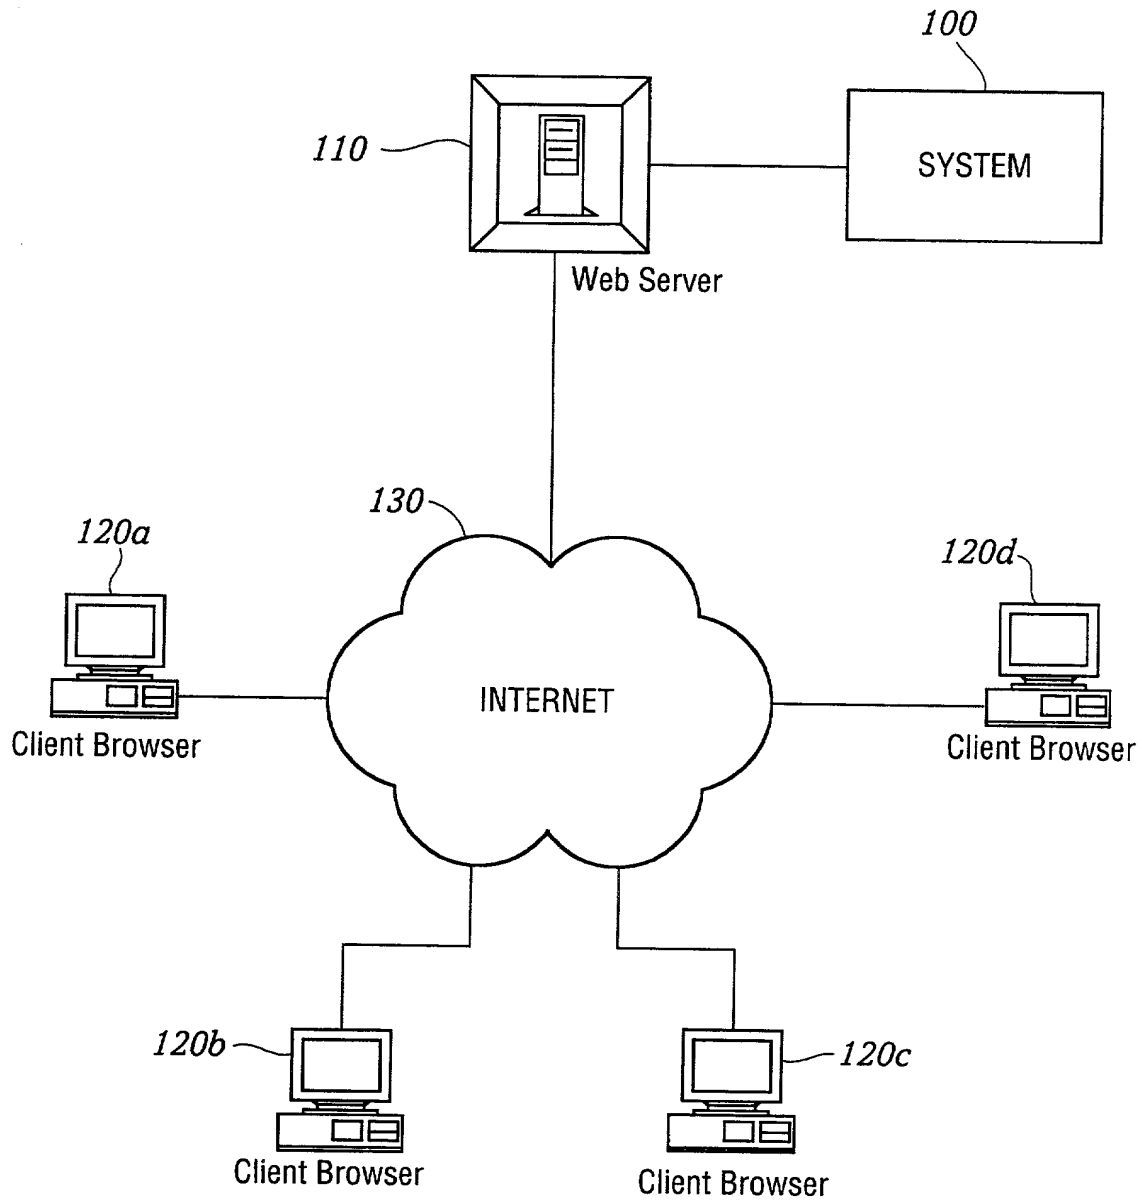 100
110
SYSTEM
Web Server
130
120a
120d
INTERNET
Client Browser
Client Browser
120b
120c
Client Browser
Client Browser